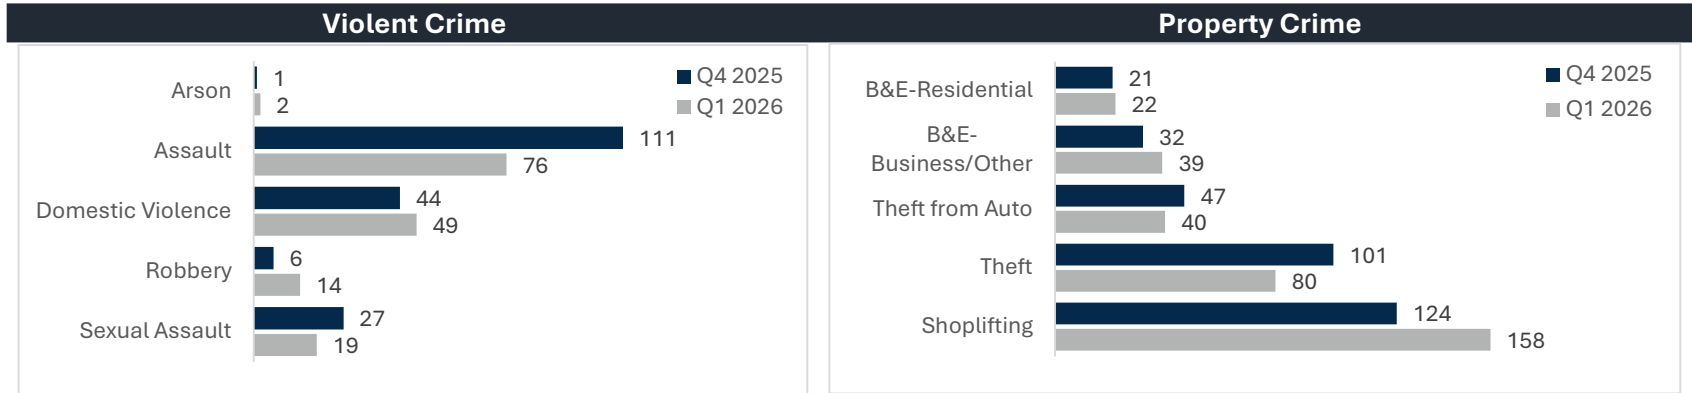 Violent Crime
Q4 2025
Q1 2026
Arson
1
2
Assault
111
76
Domestic Violence
44
49
Robbery
6
14
Sexual Assault
27
19
Property Crime
Q4 2025
Q1 2026
B&E-Residential
21
22
B&E-
Business/Other
32
39
Theft from Auto
47
40
Theft
101
80
Shoplifting
124
158